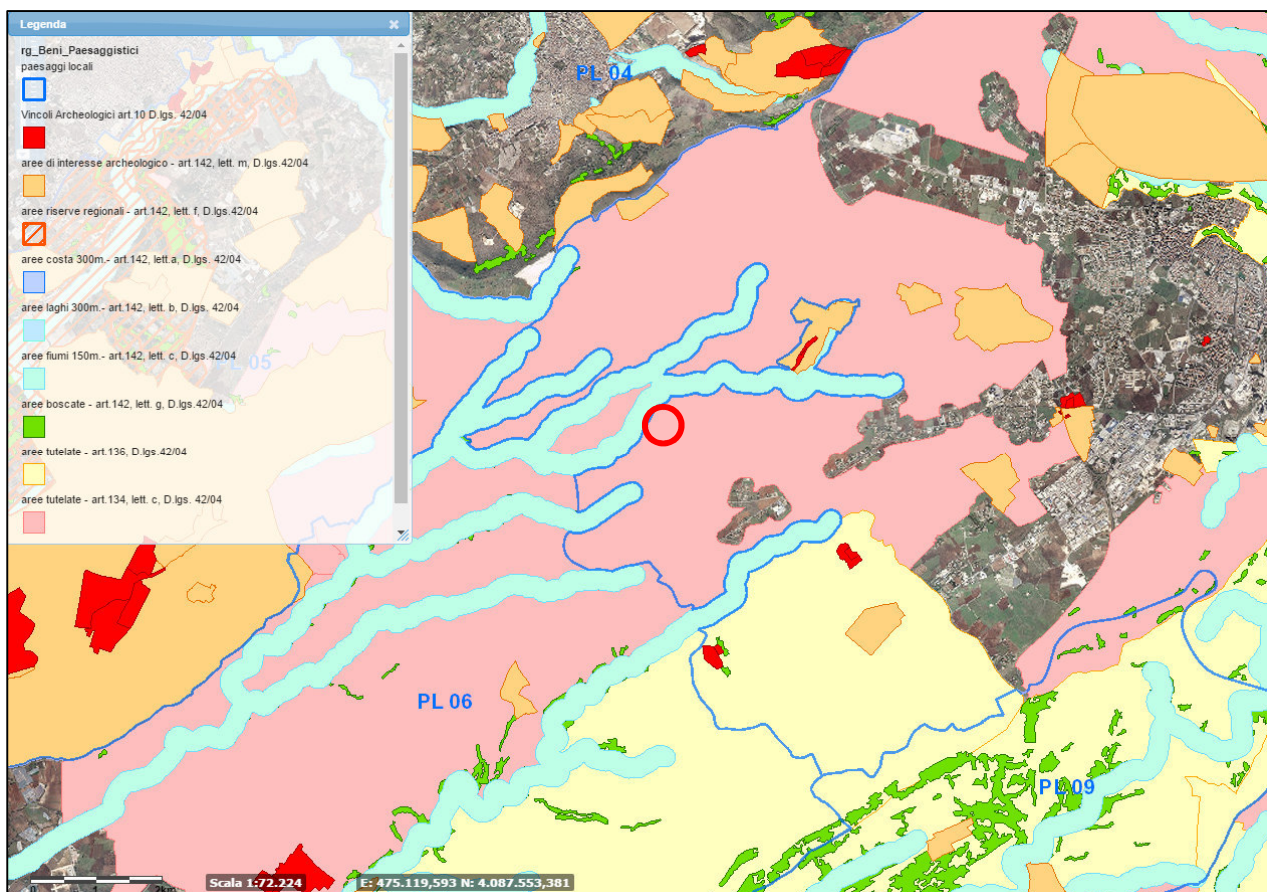 Legenda
rg_Beni_Paesaggistici
paesaggi locali
Vincoli Archeologici art.10 D.lgs. 42/04
aree di interesse archeologico - art.142, lett. m, D.lgs.42/04
aree riserve regionali - art.142, lett. f, D.lgs.42/04
aree costa 300m.- art.142, lett.a, D.lgs.42/04
aree laghi 300m.- art.142, lett. b, D.lgs. 42/04
aree fiumi 150m.- art.142, lett. c, D.lgs.42/04
aree boscate - art.142, lett. g, D.lgs.42/04
aree tutelate - art.136, D.lgs.42/04
aree tutelate - art.134, lett. c, D.lgs. 42/04
PL 04
PL 05
PL 06
PL 09
0 1 2km
Scala 1:72.224
E: 475.119,593 N: 4.087.553,381